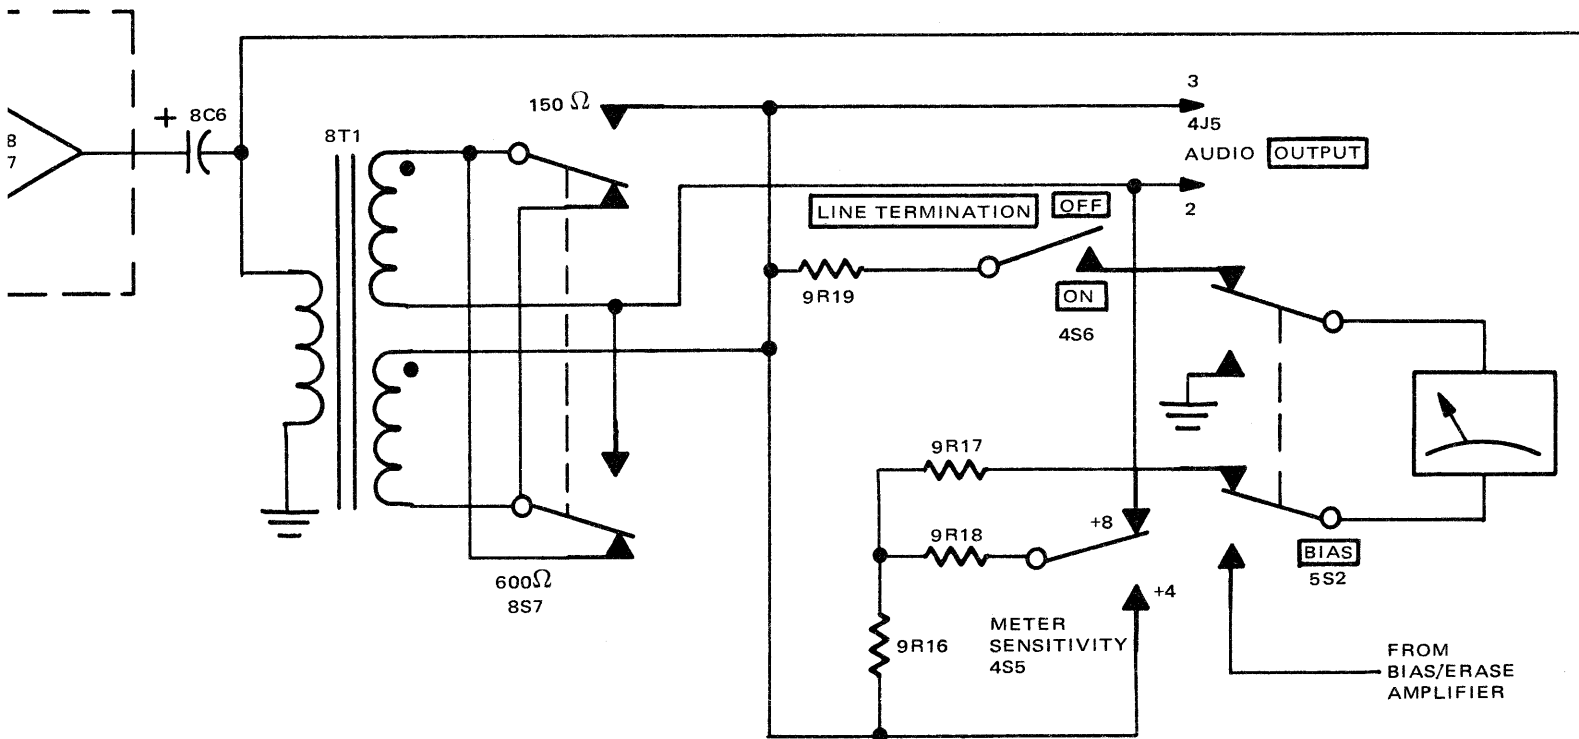 3
150 Ω
+ 8C6
4J5
8
7
8T1
AUDIO OUTPUT
2
LINE TERMINATION
OFF
9R19
ON
4S6
9R17
+8
9R18
BIAS
5S2
600Ω
8S7
+4
METER
SENSITIVITY
4S5
9R16
FROM
BIAS/ERASE
AMPLIFIER